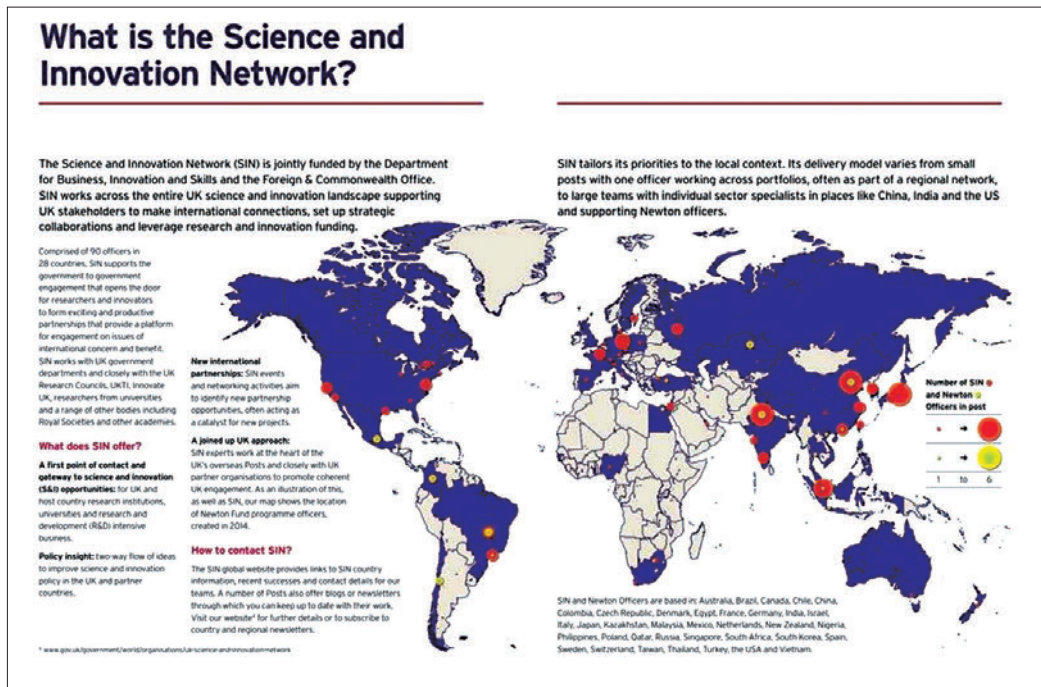 What is the Science and
Innovation Network?
The Science and Innovation Network (SIN) is jointly funded by the Department
for Business, Innovation and Skills and the Foreign & Commonwealth Office.
SIN works across the entire UK science and innovation landscape supporting
UK stakeholders to make international connections, set up strategic
collaborations and leverage research and innovation funding.
Comprised of 90 officers in
28 countries, SIN supports the
government to government
engagement that opens the door
for researchers and innovators
to form exciting and productive
partnerships that provide a platform
for engagement on issues of
international concern and benefit.
SIN works with UK government
departments and closely with the UK
Research Councils, UKTI, Innovate
UK, researchers from universities
and a range of other bodies including
Royal Societies and other academies.
What does SIN offer?
A first point of contact and
gateway to science and innovation
(S&I) opportunities: for UK and
host country research institutions,
universities and research and
development (R&D) intensive
business.
Policy insight: two-way flow of ideas
to improve science and innovation
policy in the UK and partner
countries.
New international
partnerships: SIN events
and networking activities aim
to identify new partnership
opportunities, often acting as
a catalyst for new projects.
A joined up UK approach:
SIN experts work at the heart of the
UK's overseas Posts and closely with UK
partner organisations to promote coherent
UK engagement. As an illustration of this,
as well as SIN, our map shows the location
of Newton Fund programme officers,
created in 2014.
How to contact SIN?
The SIN global website provides links to SIN country
information, recent successes and contact details for our
teams. A number of Posts also offer blogs or newsletters
through which you can keep up to date with their work.
Visit our website⁴ for further details or to subscribe to
country and regional newsletters.
⁴ www.gov.uk/government/world/organisations/uk-science-and-innovation-network
SIN tailors its priorities to the local context. Its delivery model varies from small
posts with one officer working across portfolios, often as part of a regional network,
to large teams with individual sector specialists in places like China, India and the US
and supporting Newton officers.
Number of SIN
and Newton
Officers in post
1 to 6
SIN and Newton Officers are based in: Australia, Brazil, Canada, Chile, China,
Colombia, Czech Republic, Denmark, Egypt, France, Germany, India, Israel,
Italy, Japan, Kazakhstan, Malaysia, Mexico, Netherlands, New Zealand, Nigeria,
Philippines, Poland, Qatar, Russia, Singapore, South Africa, South Korea, Spain,
Sweden, Switzerland, Taiwan, Thailand, Turkey, the USA and Vietnam.